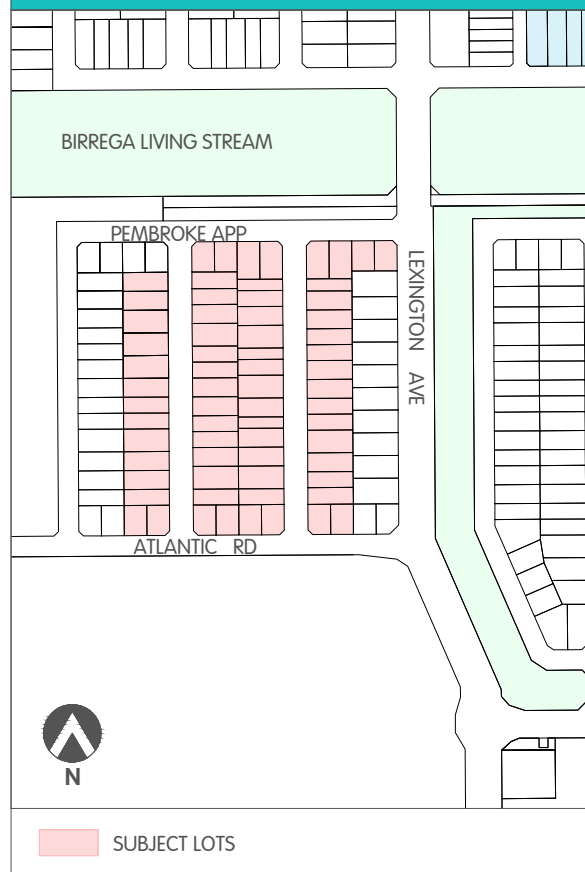 BIRREGA LIVING STREAM
PEMBROKE APP
LEXINGTON AVE
ATLANTIC RD
N
SUBJECT LOTS